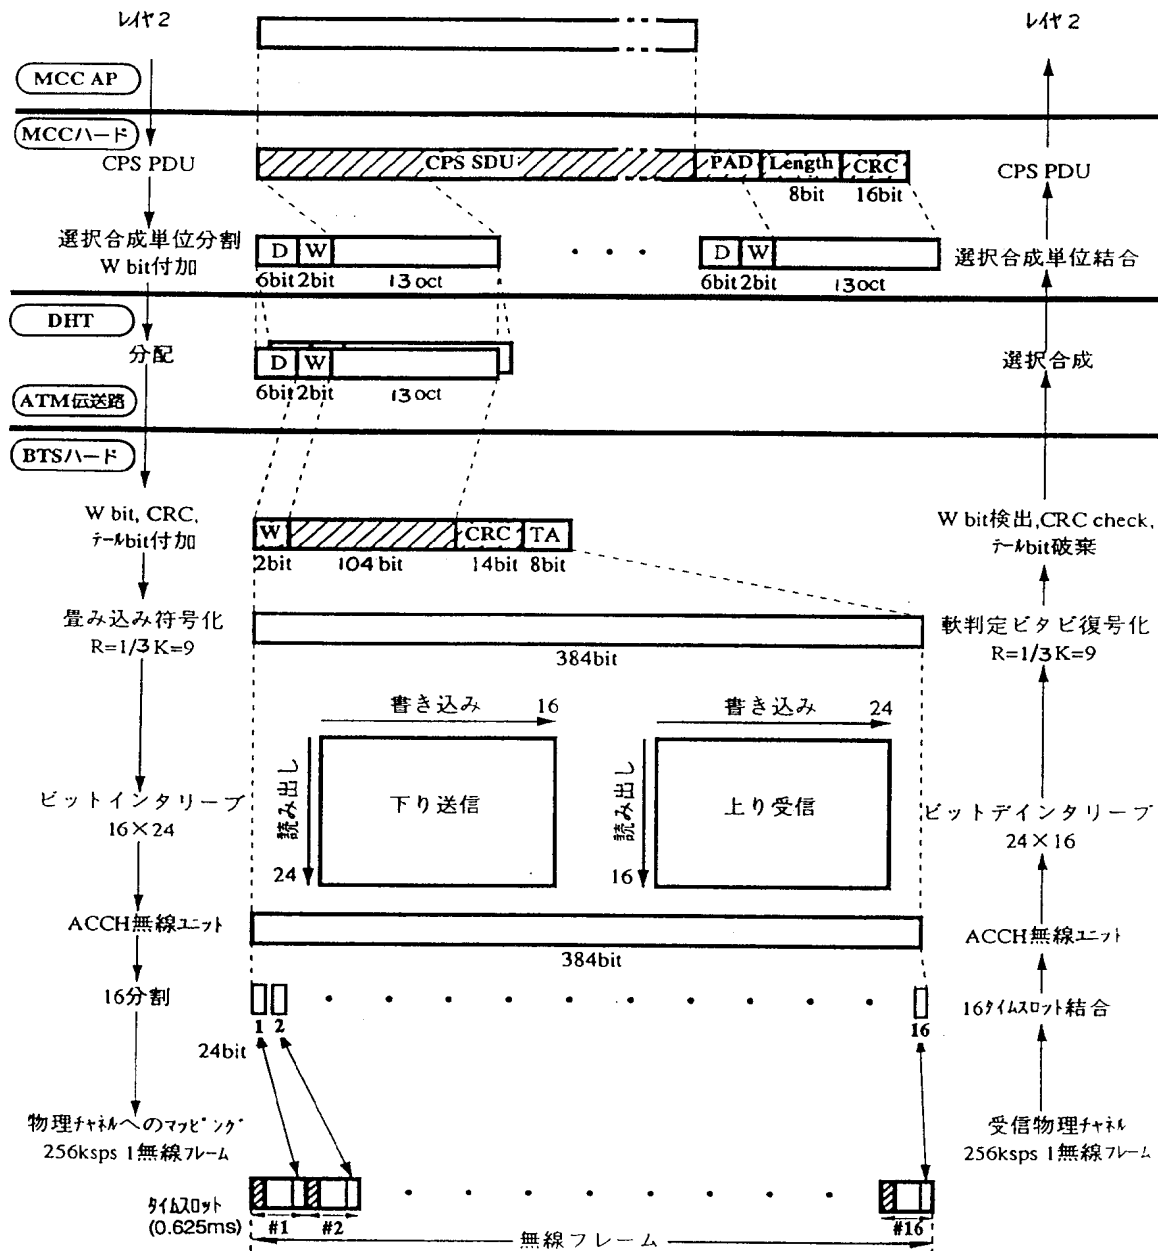 レイヤ2
レイヤ2
MCC AP
MCCハード
CPS PDU
CPS SDU
PAD
Length
CRC
8bit
16bit
CPS PDU
選択合成単位分割
W bit付加
D
W
6bit
2bit
13oct
・ ・ ・
D
W
6bit
2bit
13oct
選択合成単位結合
DHT
分配
D
W
6bit
2bit
13oct
選択合成
ATM伝送路
BTSハード
W bit, CRC,
テールbit付加
W
CRC
TA
2bit
104bit
14bit
8bit
W bit検出,CRC check,
テールbit破棄
畳み込み符号化
R=1/3 K=9
384bit
軟判定ビタビ復号化
R=1/3 K=9
書き込み
16
読み出し
24
下り送信
書き込み
24
読み出し
16
上り受信
ビットインタリーブ
16×24
ビットデインタリーブ
24×16
ACCH無線ユニット
384bit
ACCH無線ユニット
16分割
1
2
16
24bit
16タイムスロット結合
物理チャネルへのマッピング
256ksps 1無線フレーム
受信物理チャネル
256ksps 1無線フレーム
タイムスロット
(0.625ms)
#1
#2
#16
無線フレーム